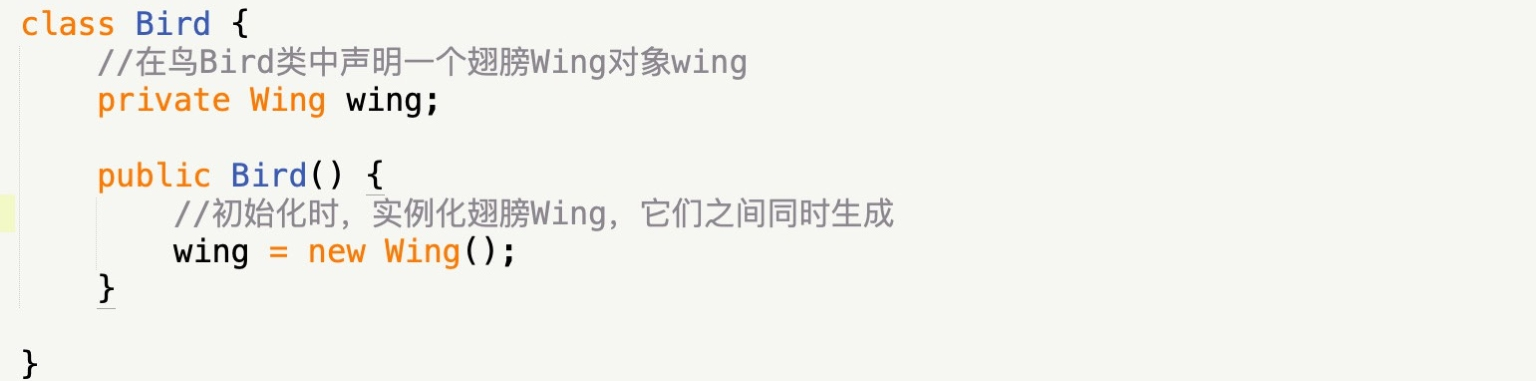 class Bird {
    //在鸟Bird类中声明一个翅膀Wing对象wing
    private Wing wing;
    public Bird() {
        //初始化时，实例化翅膀Wing，它们之间同时生成
        wing = new Wing();
    }
}